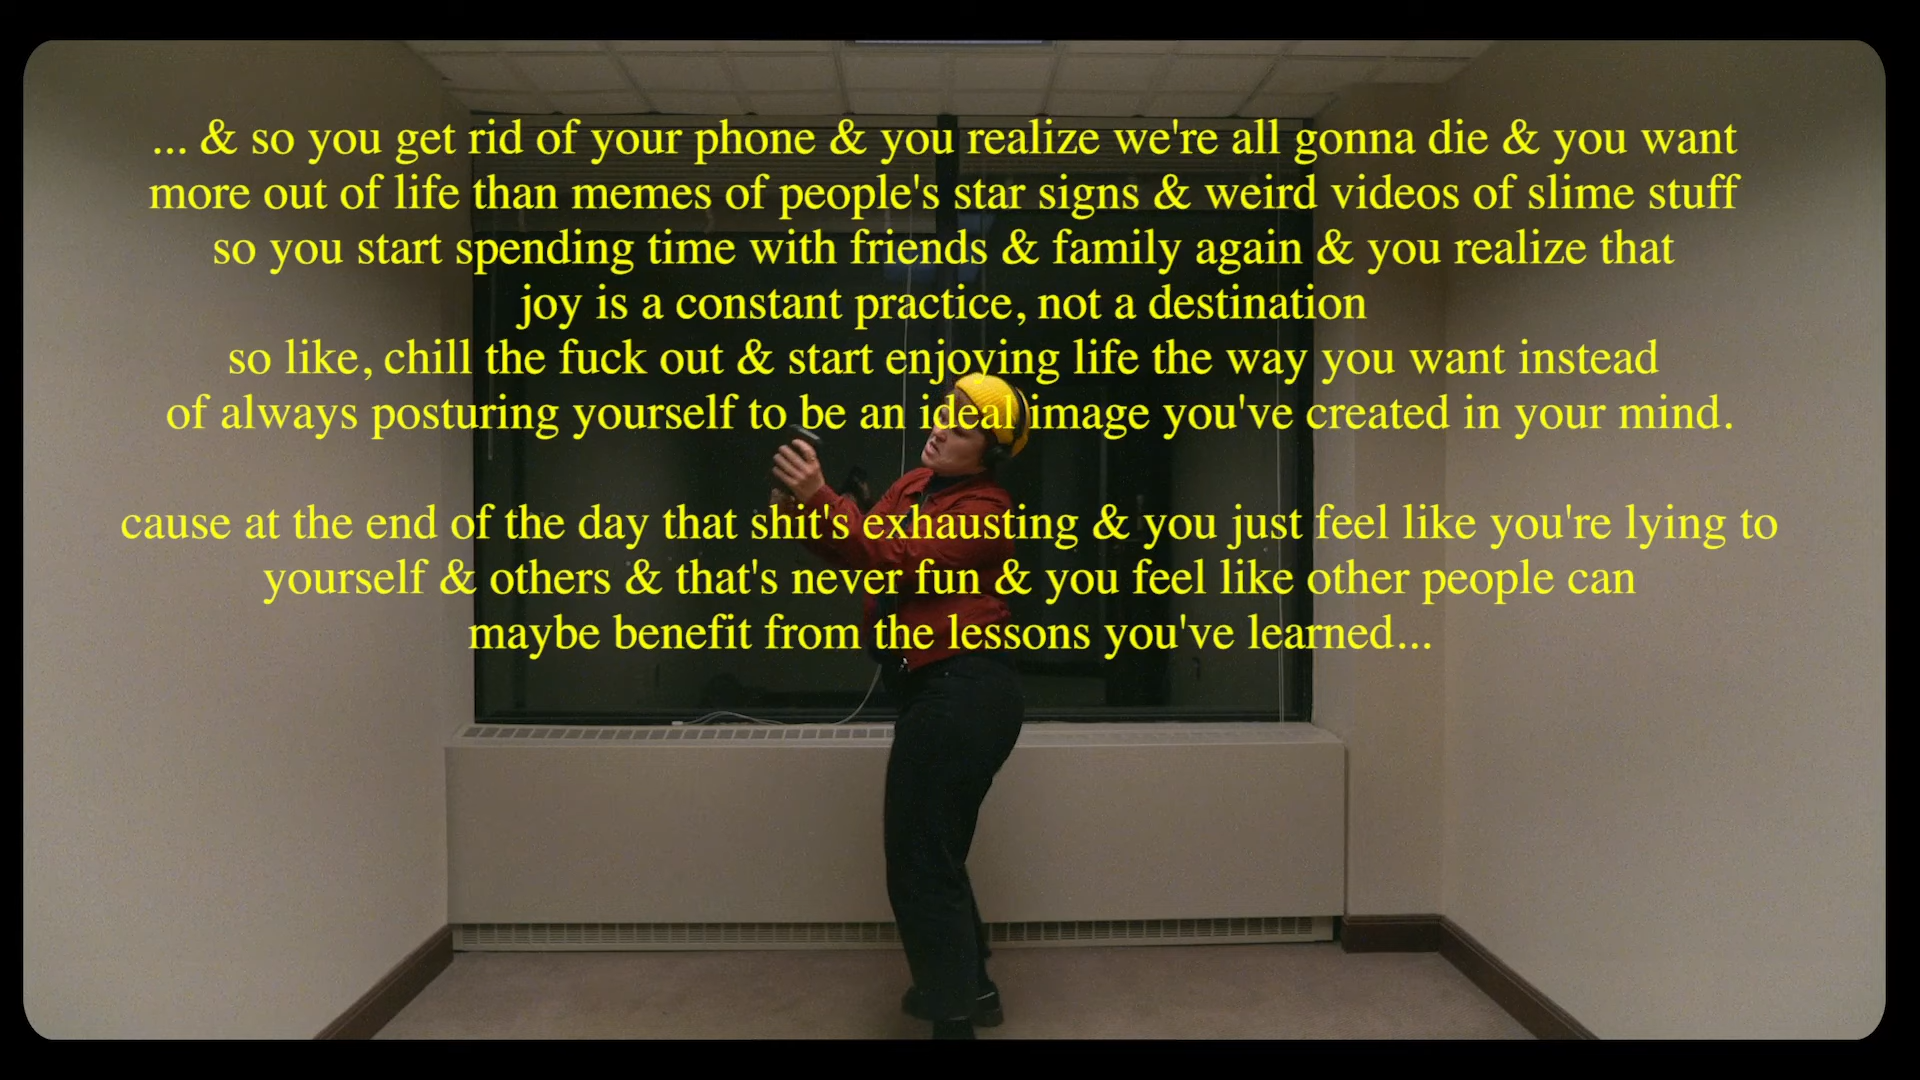 ... & so you get rid of your phone & you realize we're all gonna die & you want
more out of life than memes of people's star signs & weird videos of slime stuff
so you start spending time with friends & family again & you realize that
joy is a constant practice, not a destination
so like, chill the fuck out & start enjoying life the way you want instead
of always posturing yourself to be an ideal image you've created in your mind.
cause at the end of the day that shit's exhausting & you just feel like you're lying to
yourself & others & that's never fun & you feel like other people can
maybe benefit from the lessons you've learned...